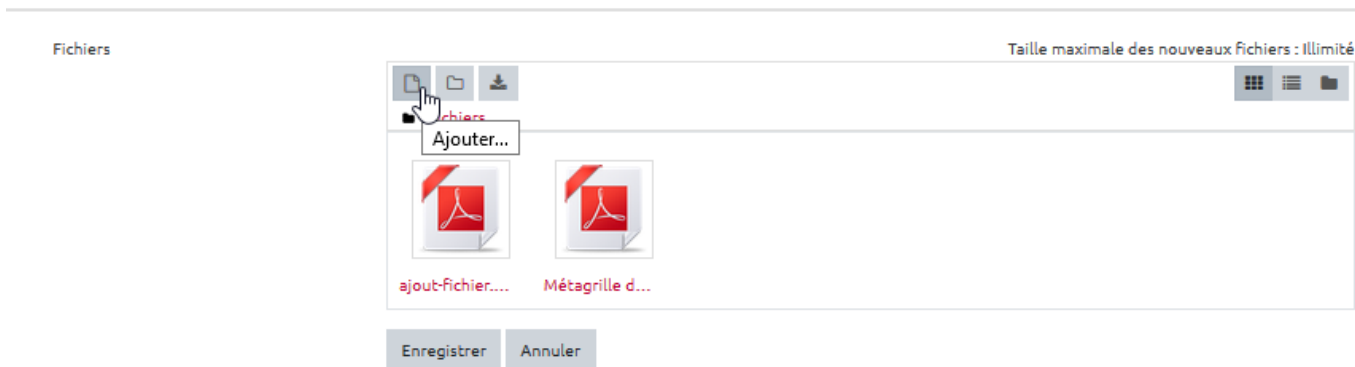 Fichiers
Taille maximale des nouveaux fichiers : Illimité
Ajouter...
ajout-fichier....
Métagrille d...
Enregistrer
Annuler